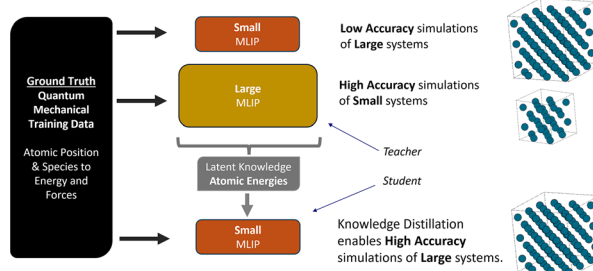 Ground Truth
Quantum
Mechanical
Training Data
Atomic Position
& Species to
Energy and
Forces
Small
MLIP
Low Accuracy simulations
of Large systems
Large
MLIP
High Accuracy simulations
of Small systems
Teacher
Latent Knowledge
Atomic Energies
Student
Small
MLIP
Knowledge Distillation
enables High Accuracy
simulations of Large systems.